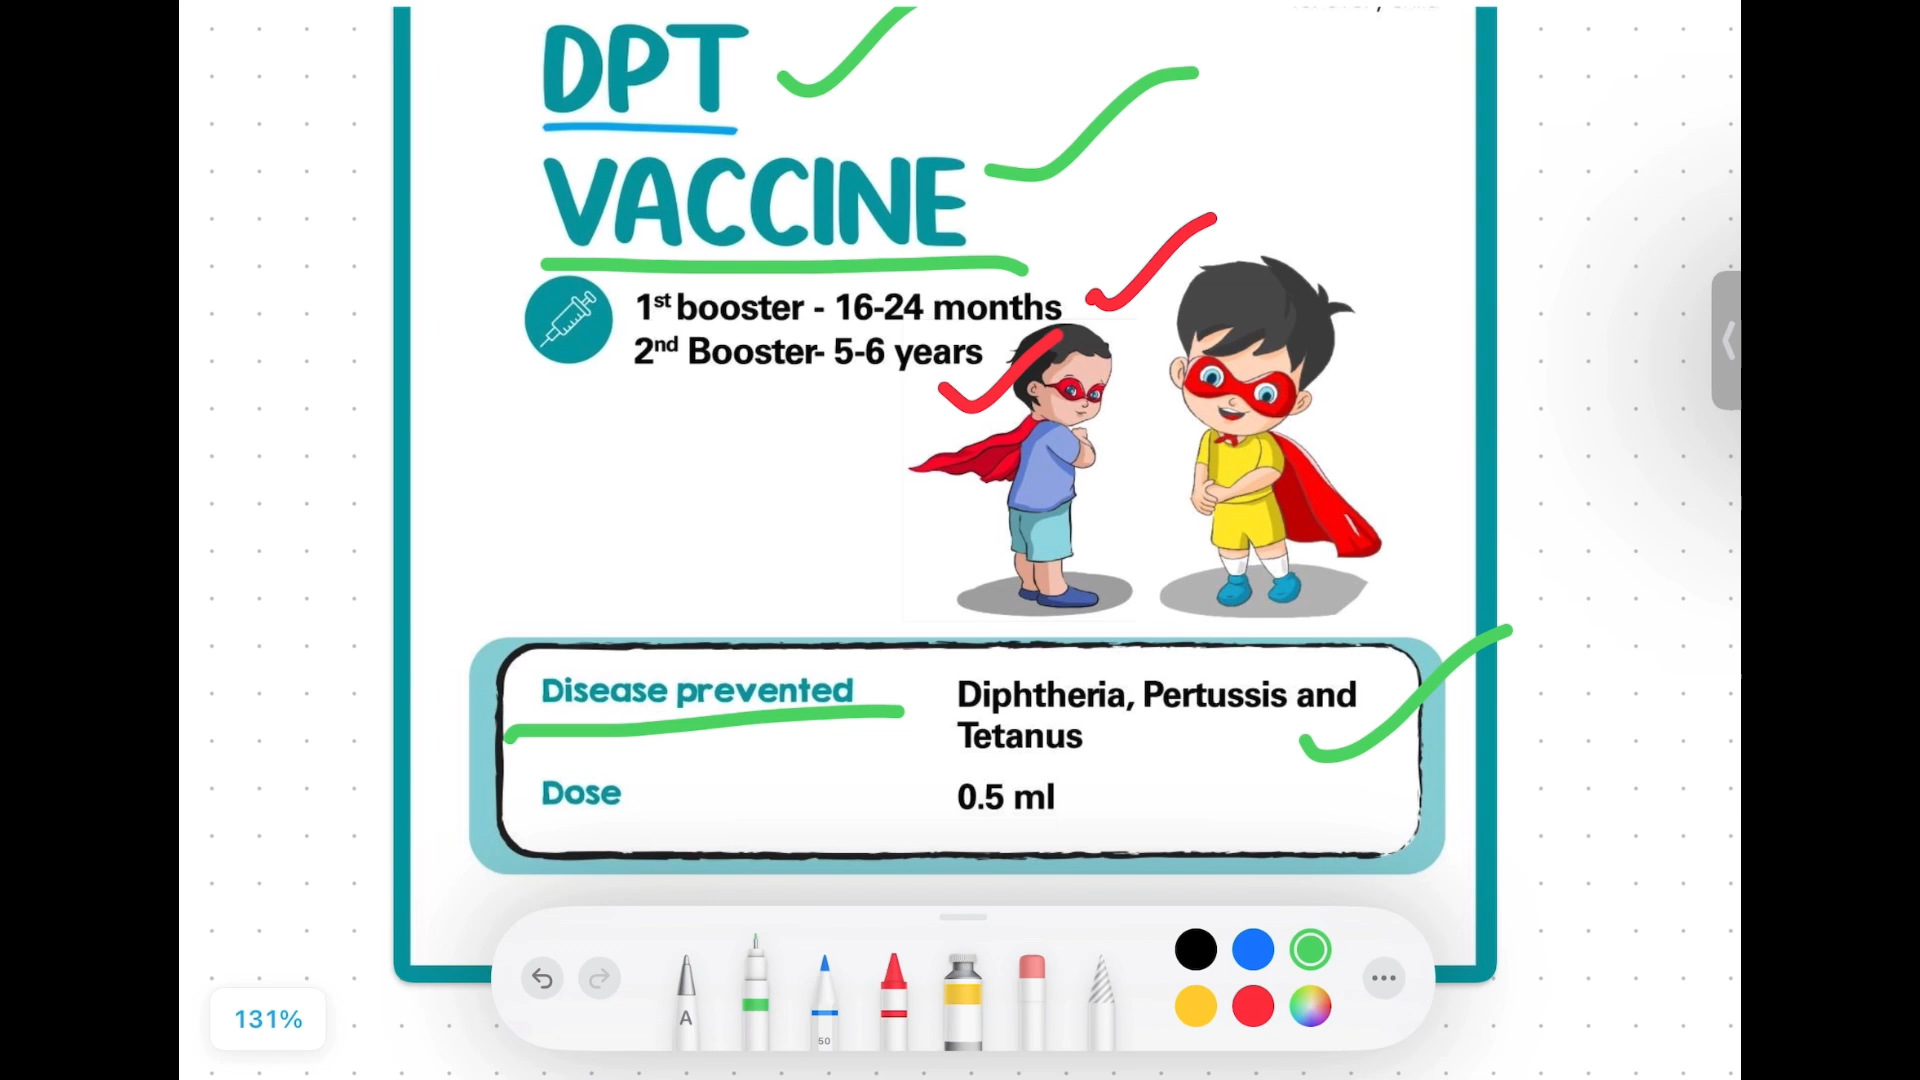 DPT
VACCINE
1st booster - 16-24 months
2nd Booster- 5-6 years
Disease prevented
Diphtheria, Pertussis and
Tetanus
Dose
0.5 ml
A
50
131%